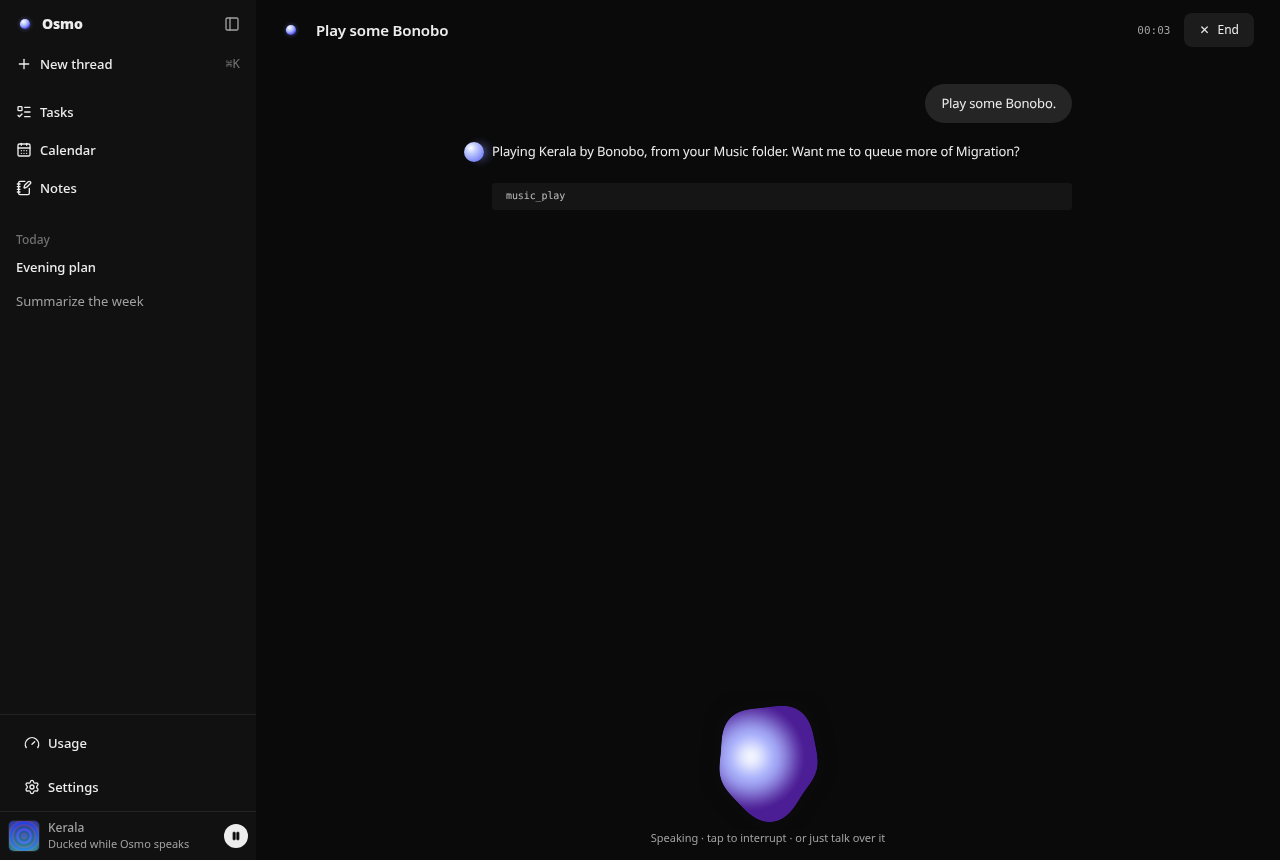 Osmo
New thread ⌘K
Tasks
Calendar
Notes
Today
Evening plan
Summarize the week
Usage
Settings
Kerala
Ducked while Osmo speaks
Play some Bonobo
00:03
End
Play some Bonobo.
Playing Kerala by Bonobo, from your Music folder. Want me to queue more of Migration?
music_play
Speaking · tap to interrupt · or just talk over it